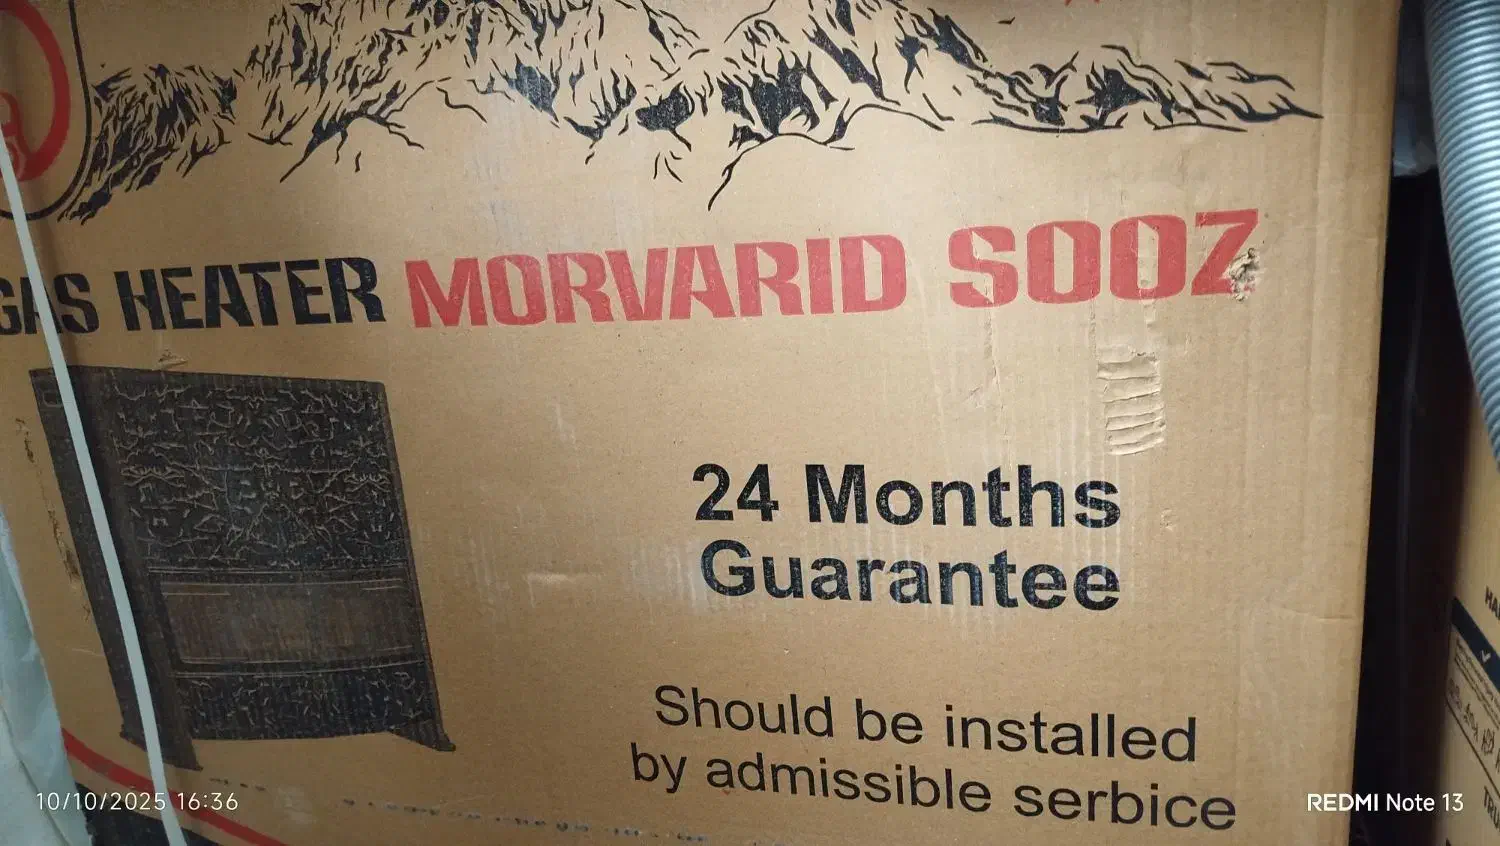 GAS HEATER MORVARID SOOZ
24 Months
Guarantee
Should be installed
by admissible serbice
10/10/2025 16:36
REDMI Note 13